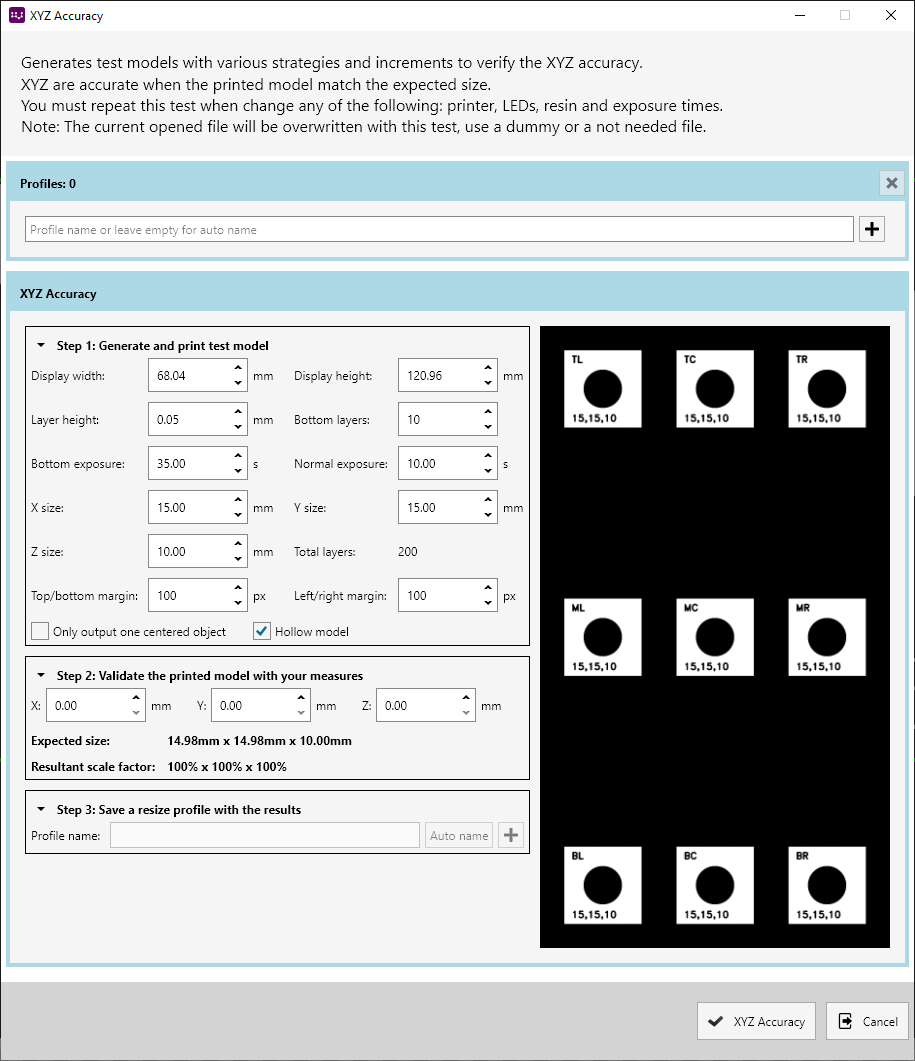 XYZ Accuracy
Generates test models with various strategies and increments to verify the XYZ accuracy.
XYZ are accurate when the printed model match the expected size.
You must repeat this test when change any of the following: printer, LEDs, resin and exposure times.
Note: The current opened file will be overwritten with this test, use a dummy or a not needed file.
Profiles: 0
Profile name or leave empty for auto name
XYZ Accuracy
Step 1: Generate and print test model
Display width: 68.04 mm Display height: 120.96 mm
Layer height: 0.05 mm Bottom layers: 10
Bottom exposure: 35.00 s Normal exposure: 10.00 s
X size: 15.00 mm Y size: 15.00 mm
Z size: 10.00 mm Total layers: 200
Top/bottom margin: 100 px Left/right margin: 100 px
Only output one centered object Hollow model
Step 2: Validate the printed model with your measures
X: 0.00 mm Y: 0.00 mm Z: 0.00 mm
Expected size: 14.98mm x 14.98mm x 10.00mm
Resultant scale factor: 100% x 100% x 100%
Step 3: Save a resize profile with the results
Profile name: Auto name
TL TC TR
15,15,10 15,15,10 15,15,10
ML MC MR
15,15,10 15,15,10 15,15,10
BL BC BR
15,15,10 15,15,10 15,15,10
XYZ Accuracy Cancel